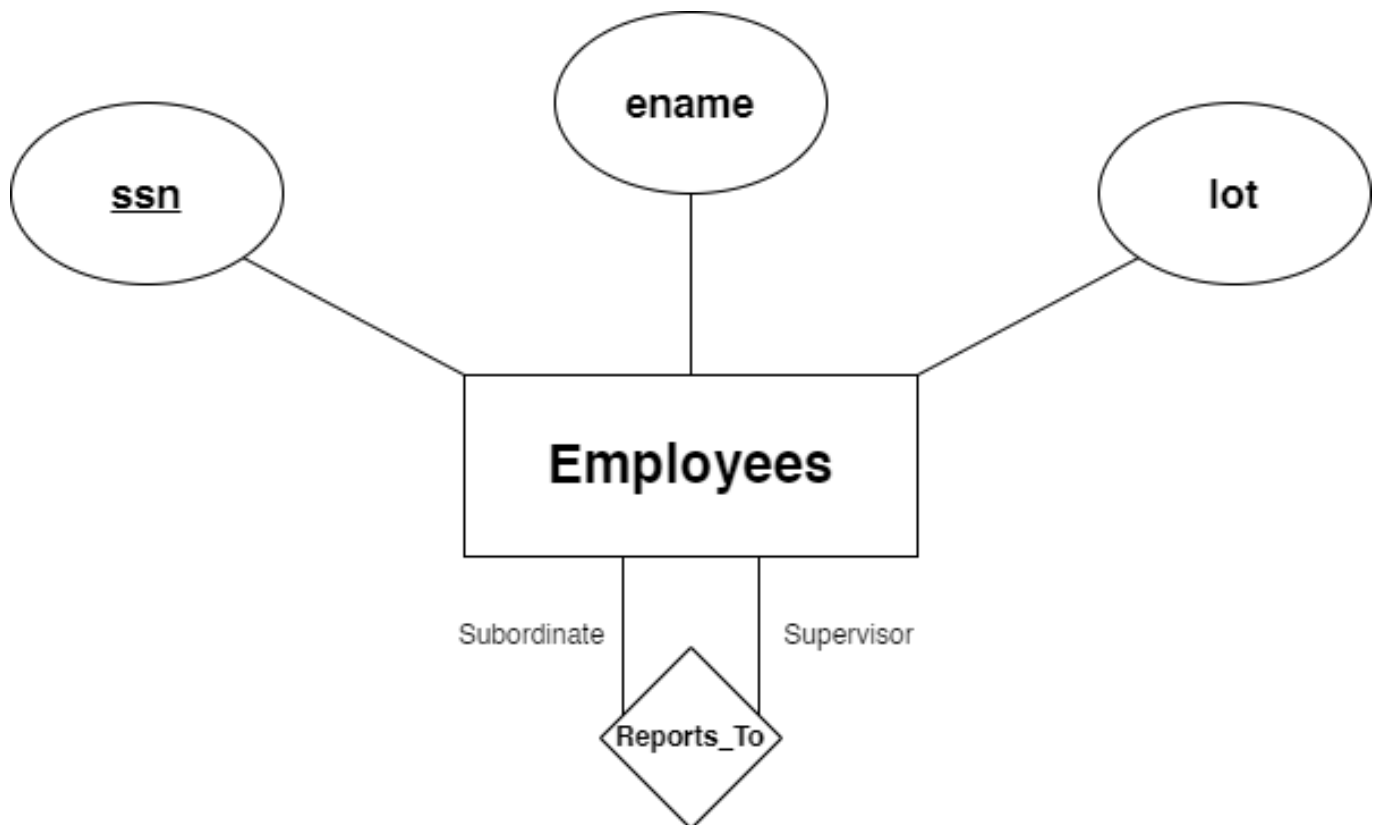 ename
ssn
lot
Employees
Subordinate
Supervisor
Reports_To